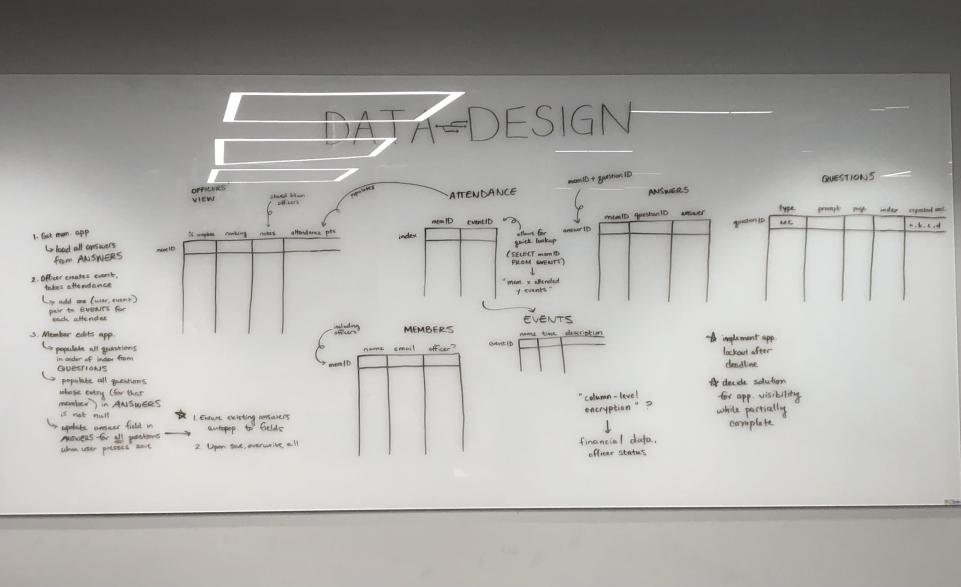 DATA DESIGN
OFFICERS
VIEW
shared btwn
officers
populates
memID
% complete ranking notes attendance pts
ATTENDANCE
memID eventID
index
allows for
quick lookup
(SELECT memID
FROM EVENTS)
"mem. x attended
y events"
memID + questionID
ANSWERS
answerID
memID questionID answer
QUESTIONS
questionID
type prompt page index expected ans.
M.C a.b.c.d
1. Get mem. app
load all answers
from ANSWERS
2. Officer creates event,
takes attendance
add one (user, event)
pair to EVENTS for
each attendee
3. Member edits app.
populate all questions
in order of index from
QUESTIONS
populate all questions
whose entry (for that
member) in ANSWERS
is not null
update answer field in
ANSWERS for all questions
when user presses save
1. Ensure existing answers
autopop. to fields
2. Upon save, overwrite all
including
officers
MEMBERS
memID
name email officer?
EVENTS
eventID
name time description
"column-level
encryption" ?
financial data,
officer status
implement app.
lockout after
deadline
decide solution
for app. visibility
while partially
complete